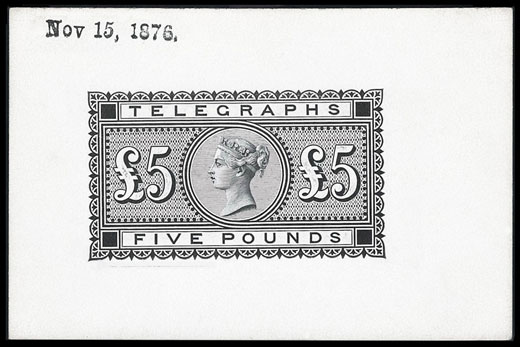 Nov 15, 1876.
TELEGRAPHS
£5 £5
FIVE POUNDS